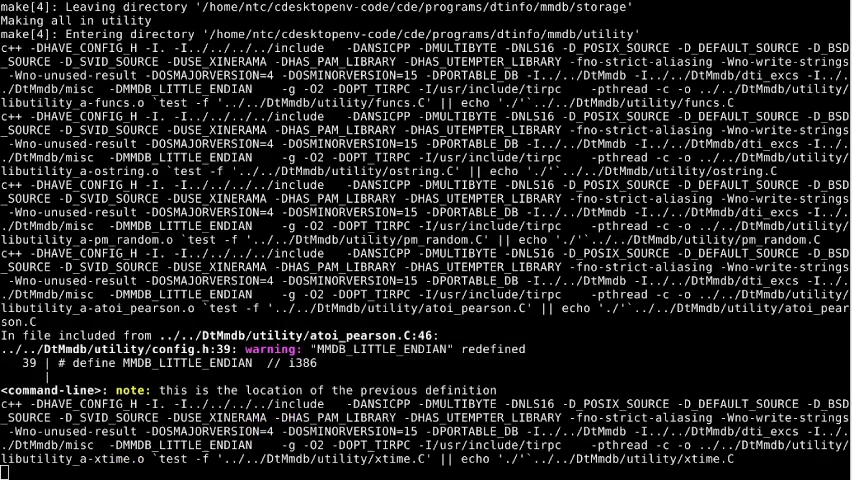 make[4]: Leaving directory '/home/ntc/cdesktopenv-code/cde/programs/dtinfo/mmdb/storage'
Making all in utility
make[4]: Entering directory '/home/ntc/cdesktopenv-code/cde/programs/dtinfo/mmdb/utility'
c++ -DHAVE_CONFIG_H -I. -I../../../../include   -DANSICPP -DMULTIBYTE -DNLS16 -D_POSIX_SOURCE -D_DEFAULT_SOURCE -D_BSD
_SOURCE -D_SVID_SOURCE -DUSE_XINERAMA -DHAS_PAM_LIBRARY -DHAS_UTEMPTER_LIBRARY -fno-strict-aliasing -Wno-write-strings
 -Wno-unused-result -DOSMAJORVERSION=4 -DOSMINORVERSION=15 -DPORTABLE_DB -I../../DtMmdb/utility -I../../DtMmdb/dti_excs -I../.
./DtMmdb/misc  -DMMDB_LITTLE_ENDIAN    -g -O2 -DOPT_TIRPC -I/usr/include/tirpc    -pthread -c -o ../../DtMmdb/utility/
libutility_a-funcs.o `test -f '../../DtMmdb/utility/funcs.C' || echo './'`../../DtMmdb/utility/funcs.C
c++ -DHAVE_CONFIG_H -I. -I../../../../include   -DANSICPP -DMULTIBYTE -DNLS16 -D_POSIX_SOURCE -D_DEFAULT_SOURCE -D_BSD
_SOURCE -D_SVID_SOURCE -DUSE_XINERAMA -DHAS_PAM_LIBRARY -DHAS_UTEMPTER_LIBRARY -fno-strict-aliasing -Wno-write-strings
 -Wno-unused-result -DOSMAJORVERSION=4 -DOSMINORVERSION=15 -DPORTABLE_DB -I../../DtMmdb/utility -I../../DtMmdb/dti_excs -I../.
./DtMmdb/misc  -DMMDB_LITTLE_ENDIAN    -g -O2 -DOPT_TIRPC -I/usr/include/tirpc    -pthread -c -o ../../DtMmdb/utility/
libutility_a-ostring.o `test -f '../../DtMmdb/utility/ostring.C' || echo './'`../../DtMmdb/utility/ostring.C
c++ -DHAVE_CONFIG_H -I. -I../../../../include   -DANSICPP -DMULTIBYTE -DNLS16 -D_POSIX_SOURCE -D_DEFAULT_SOURCE -D_BSD
_SOURCE -D_SVID_SOURCE -DUSE_XINERAMA -DHAS_PAM_LIBRARY -DHAS_UTEMPTER_LIBRARY -fno-strict-aliasing -Wno-write-strings
 -Wno-unused-result -DOSMAJORVERSION=4 -DOSMINORVERSION=15 -DPORTABLE_DB -I../../DtMmdb/utility -I../../DtMmdb/dti_excs -I../.
./DtMmdb/misc  -DMMDB_LITTLE_ENDIAN    -g -O2 -DOPT_TIRPC -I/usr/include/tirpc    -pthread -c -o ../../DtMmdb/utility/
libutility_a-pm_random.o `test -f '../../DtMmdb/utility/pm_random.C' || echo './'`../../DtMmdb/utility/pm_random.C
c++ -DHAVE_CONFIG_H -I. -I../../../../include   -DANSICPP -DMULTIBYTE -DNLS16 -D_POSIX_SOURCE -D_DEFAULT_SOURCE -D_BSD
_SOURCE -D_SVID_SOURCE -DUSE_XINERAMA -DHAS_PAM_LIBRARY -DHAS_UTEMPTER_LIBRARY -fno-strict-aliasing -Wno-write-strings
 -Wno-unused-result -DOSMAJORVERSION=4 -DOSMINORVERSION=15 -DPORTABLE_DB -I../../DtMmdb/utility -I../../DtMmdb/dti_excs -I../.
./DtMmdb/misc  -DMMDB_LITTLE_ENDIAN    -g -O2 -DOPT_TIRPC -I/usr/include/tirpc    -pthread -c -o ../../DtMmdb/utility/
libutility_a-atoi_pearson.o `test -f '../../DtMmdb/utility/atoi_pearson.C' || echo './'`../../DtMmdb/utility/atoi_pear
son.C
In file included from ../../DtMmdb/utility/atoi_pearson.C:46:
../../DtMmdb/utility/config.h:39: warning: "MMDB_LITTLE_ENDIAN" redefined
   39 | # define MMDB_LITTLE_ENDIAN  // i386
      |
<command-line>: note: this is the location of the previous definition
c++ -DHAVE_CONFIG_H -I. -I../../../../include   -DANSICPP -DMULTIBYTE -DNLS16 -D_POSIX_SOURCE -D_DEFAULT_SOURCE -D_BSD
_SOURCE -D_SVID_SOURCE -DUSE_XINERAMA -DHAS_PAM_LIBRARY -DHAS_UTEMPTER_LIBRARY -fno-strict-aliasing -Wno-write-strings
 -Wno-unused-result -DOSMAJORVERSION=4 -DOSMINORVERSION=15 -DPORTABLE_DB -I../../DtMmdb/utility -I../../DtMmdb/dti_excs -I../.
./DtMmdb/misc  -DMMDB_LITTLE_ENDIAN    -g -O2 -DOPT_TIRPC -I/usr/include/tirpc    -pthread -c -o ../../DtMmdb/utility/
libutility_a-xtime.o `test -f '../../DtMmdb/utility/xtime.C' || echo './'`../../DtMmdb/utility/xtime.C